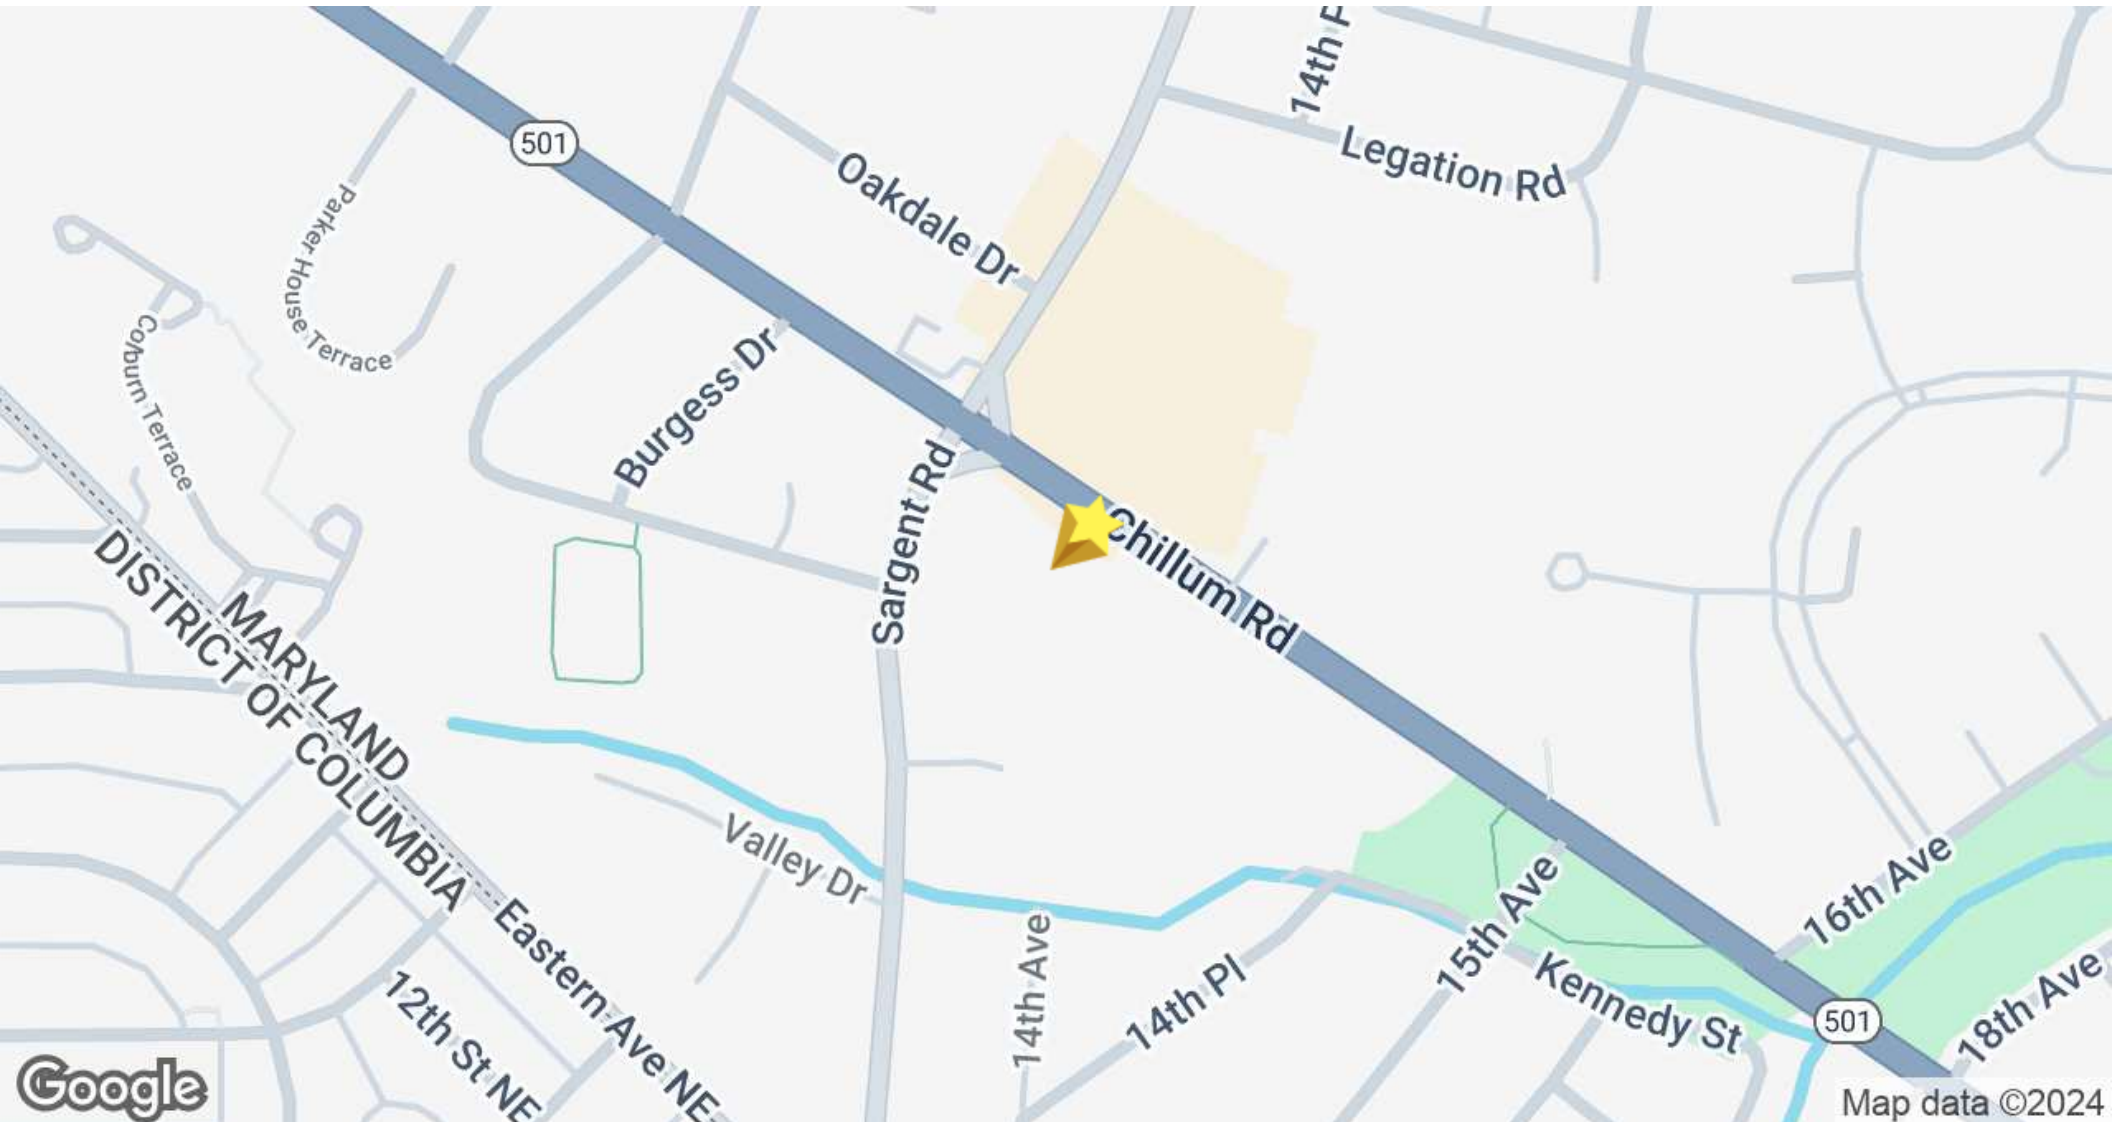 14th P
501
Legation Rd
Oakdale Dr
Parker House Terrace
Coburn Terrace
Burgess Dr
Sargent Rd
Chillum Rd
MARYLAND
DISTRICT OF COLUMBIA
Valley Dr
16th Ave
15th Ave
14th Ave
14th Pl
Kennedy St
18th Ave
501
Eastern Ave NE
12th St NE
Google
Map data ©2024